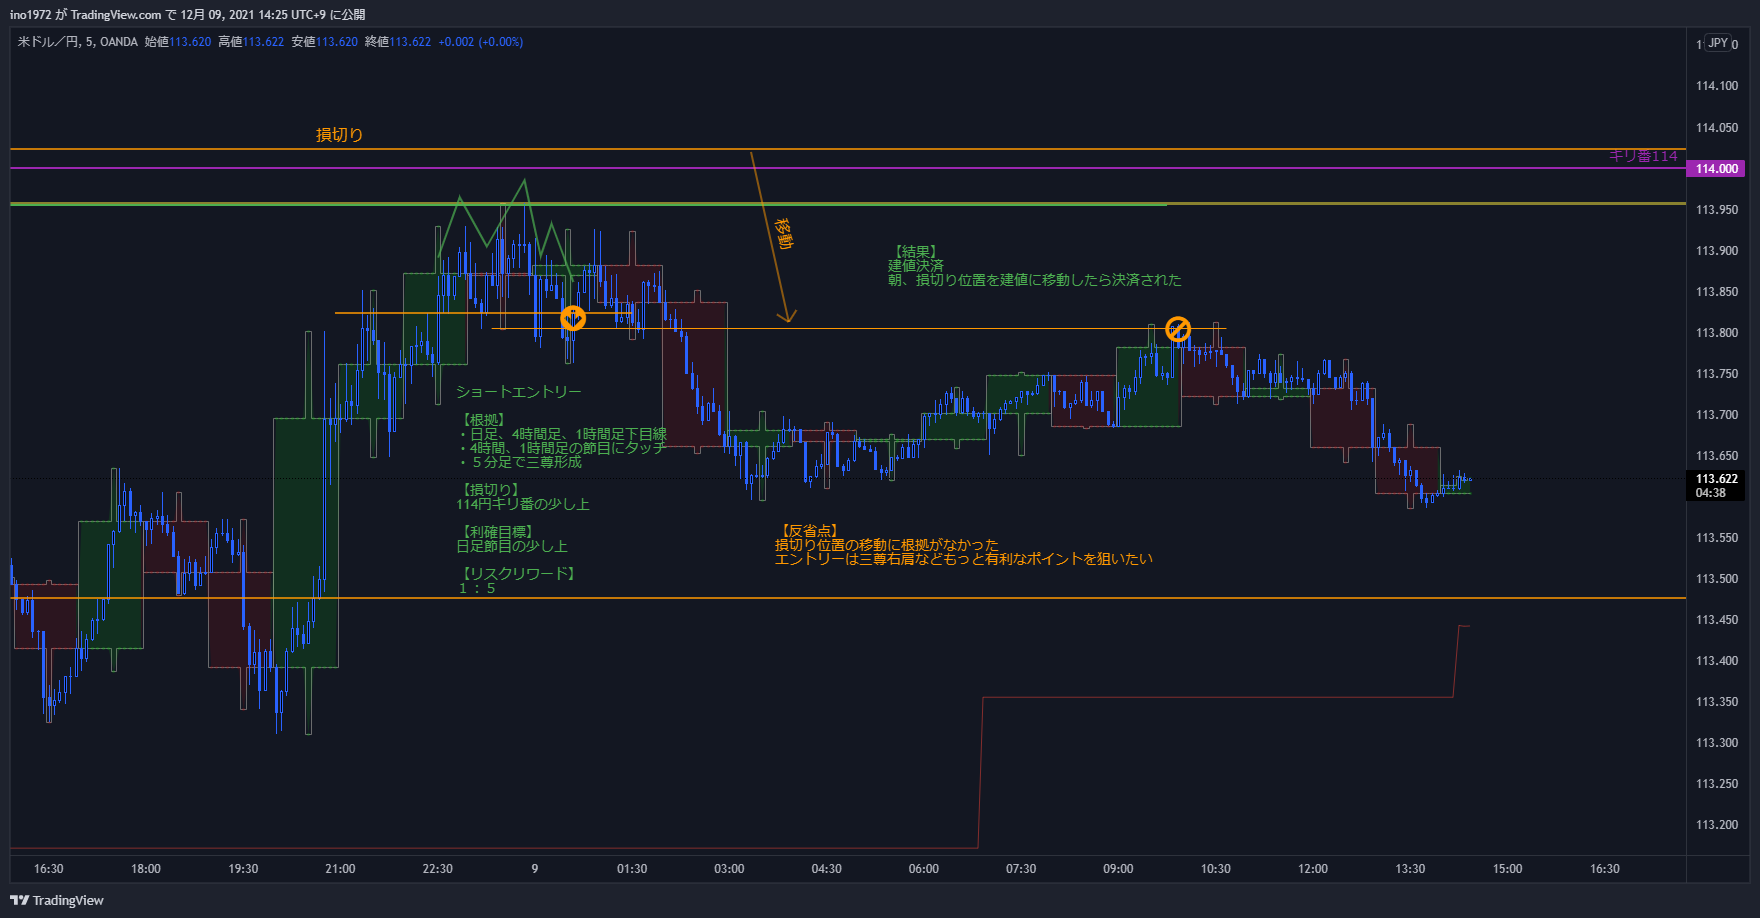 ino1972 が TradingView.com で 12月 09, 2021 14:25 UTC+9 に公開
米ドル／円, 5, OANDA 始値113.620 高値113.622 安値113.620 終値113.622 +0.002 (+0.00%)
JPY
114.100
114.050
損切り
キリ番114
114.000
113.950
移動
113.900
【結果】
建値決済
朝、損切り位置を建値に移動したら決済された
113.850
113.800
113.750
ショートエントリー
113.700
【根拠】
・日足、4時間足、1時間足下目線
・4時間、1時間足の節目にタッチ
・５分足で三尊形成
113.650
113.622
04:38
【損切り】
114円キリ番の少し上
【利確目標】
日足節目の少し上
【反省点】
損切り位置の移動に根拠がなかった
エントリーは三尊右肩などもっと有利なポイントを狙いたい
113.550
【リスクリワード】
１：５
113.500
113.450
113.400
113.350
113.300
113.250
113.200
16:30 18:00 19:30 21:00 22:30 9 01:30 03:00 04:30 06:00 07:30 09:00 10:30 12:00 13:30 15:00 16:30
TradingView